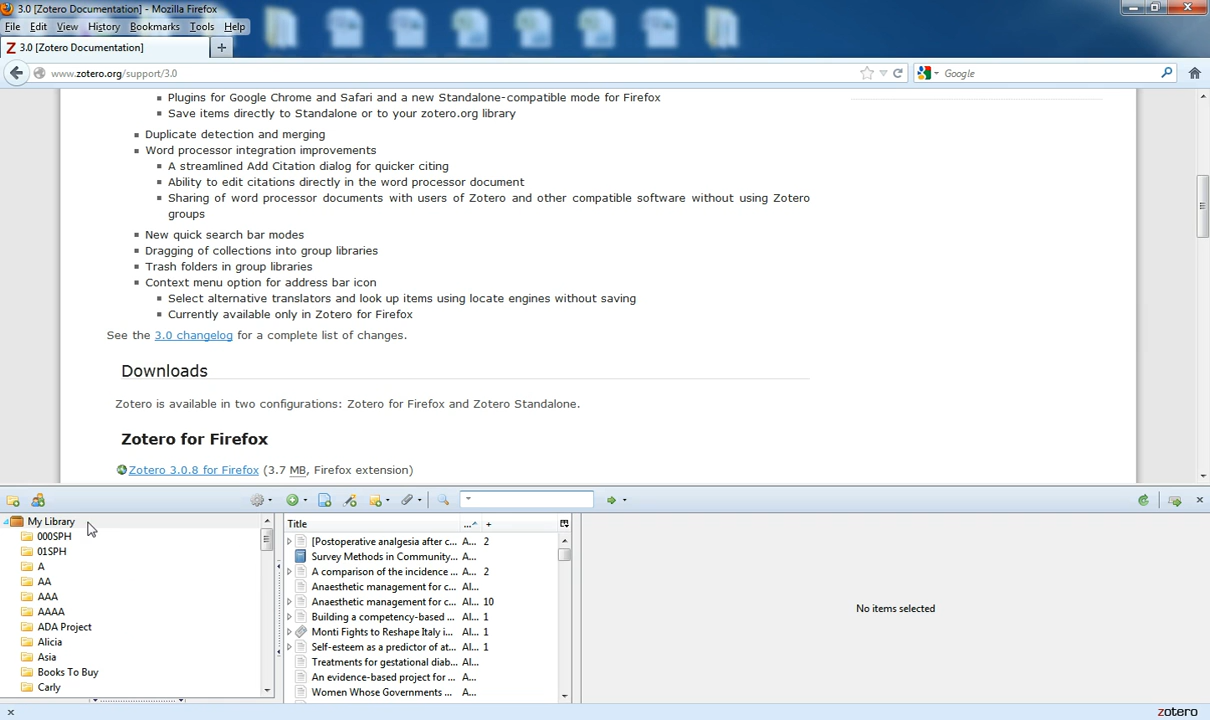 3.0 [Zotero Documentation] - Mozilla Firefox
File Edit View History Bookmarks Tools Help
3.0 [Zotero Documentation]
www.zotero.org/support/3.0
Google
Plugins for Google Chrome and Safari and a new Standalone-compatible mode for Firefox
Save items directly to Standalone or to your zotero.org library
Duplicate detection and merging
Word processor integration improvements
A streamlined Add Citation dialog for quicker citing
Ability to edit citations directly in the word processor document
Sharing of word processor documents with users of Zotero and other compatible software without using Zotero
groups
New quick search bar modes
Dragging of collections into group libraries
Trash folders in group libraries
Context menu option for address bar icon
Select alternative translators and look up items using locate engines without saving
Currently available only in Zotero for Firefox
See the 3.0 changelog for a complete list of changes.
Downloads
Zotero is available in two configurations: Zotero for Firefox and Zotero Standalone.
Zotero for Firefox
Zotero 3.0.8 for Firefox (3.7 MB, Firefox extension)
My Library
000SPH
01SPH
A
AA
AAA
AAAA
ADA Project
Alicia
Asia
Books To Buy
Carly
Title ... +
[Postoperative analgesia after c... A... 2
Survey Methods in Community... A...
A comparison of the incidence ... A... 2
Anaesthetic management for c... Al...
Anaesthetic management for c... Al... 10
Building a competency-based ... Al... 1
Monti Fights to Reshape Italy i... Al... 1
Self-esteem as a predictor of at... Al... 1
Treatments for gestational diab... Al...
An evidence-based project for ... Al...
Women Whose Governments ... A...
No items selected
zotero